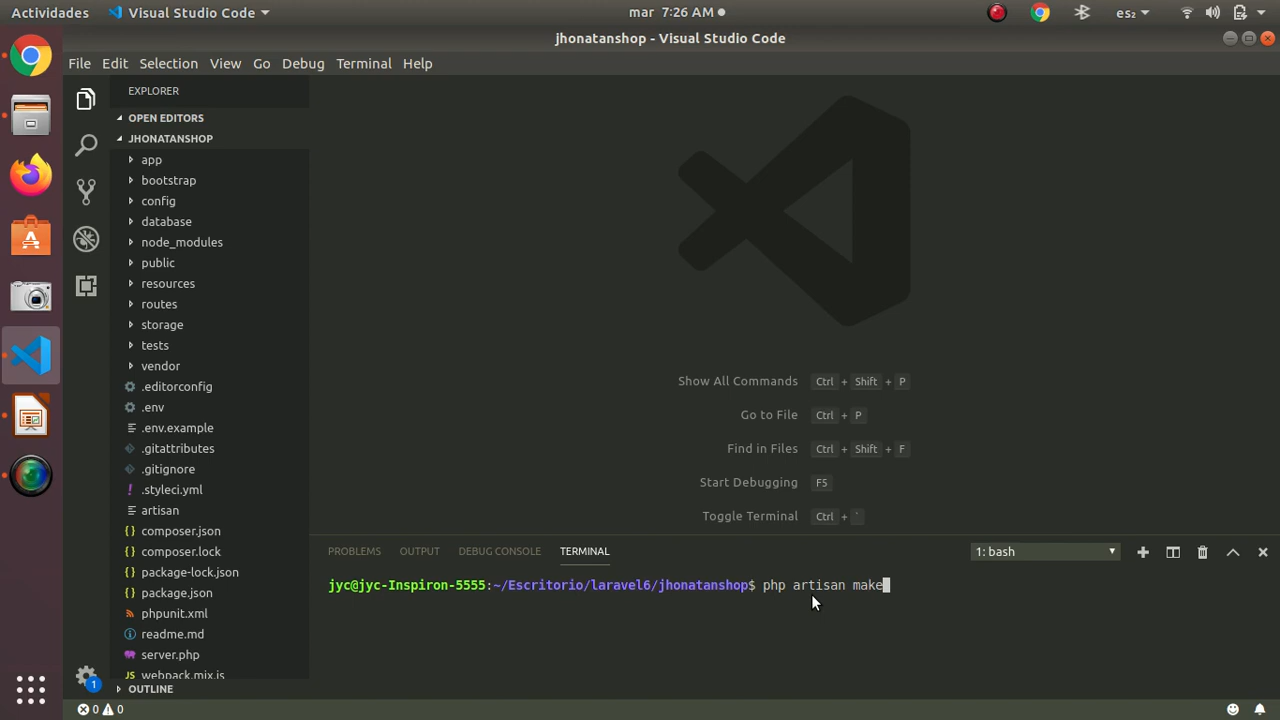 Actividades
Visual Studio Code
mar 7:26 AM
es₂
jhonatanshop - Visual Studio Code
File Edit Selection View Go Debug Terminal Help
EXPLORER
OPEN EDITORS
JHONATANSHOP
app
bootstrap
config
database
node_modules
public
resources
routes
storage
tests
vendor
.editorconfig
.env
.env.example
.gitattributes
.gitignore
.styleci.yml
artisan
composer.json
composer.lock
package-lock.json
package.json
phpunit.xml
readme.md
server.php
webpack.mix.js
OUTLINE
Show All Commands Ctrl + Shift + P
Go to File Ctrl + P
Find in Files Ctrl + Shift + F
Start Debugging F5
Toggle Terminal Ctrl + `
PROBLEMS OUTPUT DEBUG CONSOLE TERMINAL
1: bash
jyc@jyc-Inspiron-5555:~/Escritorio/laravel6/jhonatanshop$ php artisan make
1
0 0